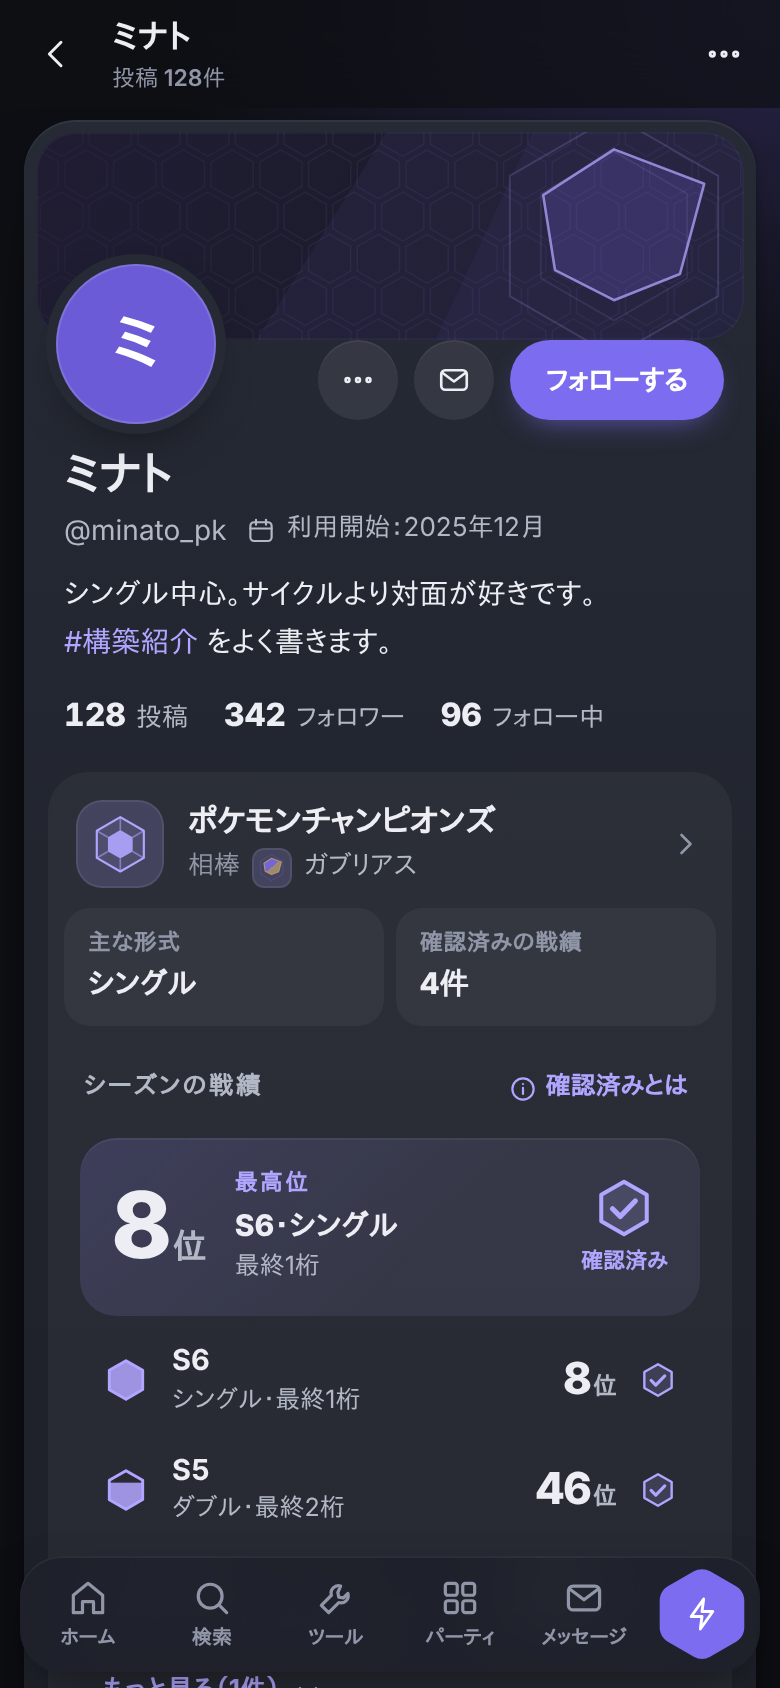 ミナト
投稿 128件
ミ
フォローする
ミナト
@minato_pk 利用開始：2025年12月
シングル中心。サイクルより対面が好きです。
#構築紹介 をよく書きます。
128 投稿 342 フォロワー 96 フォロー中
ポケモンチャンピオンズ
相棒 ガブリアス
主な形式
シングル
確認済みの戦績
4件
シーズンの戦績
確認済みとは
8位
最高位
S6·シングル
最終1桁
確認済み
S6
シングル·最終1桁
8位
S5
ダブル·最終2桁
46位
もっと見る（1件）
ホーム
検索
ツール
パーティ
メッセージ